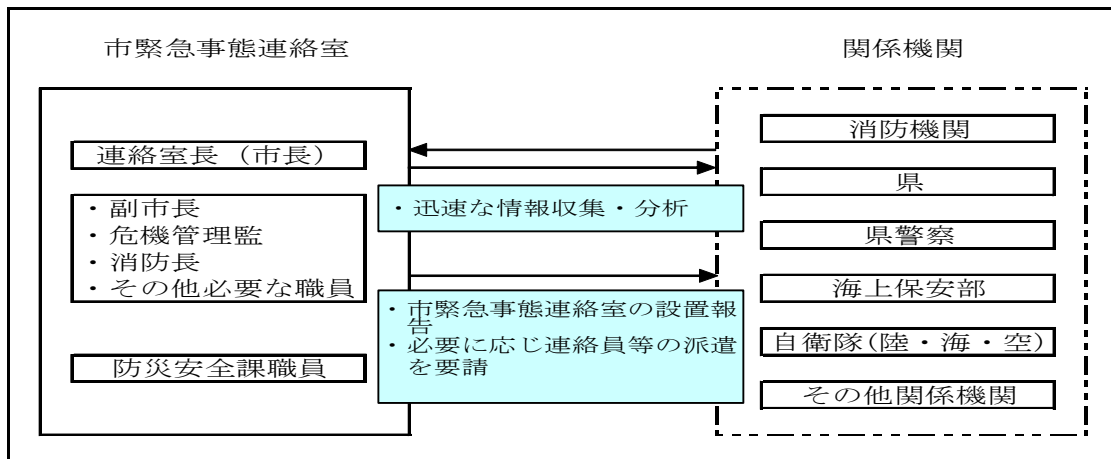 市緊急事態連絡室
関係機関
連絡室長（市長）
・副市長
・危機管理監
・消防長
・その他必要な職員
防災安全課職員
・迅速な情報収集・分析
・市緊急事態連絡室の設置報
告
・必要に応じ連絡員等の派遣
を要請
消防機関
県
県警察
海上保安部
自衛隊(陸・海・空)
その他関係機関